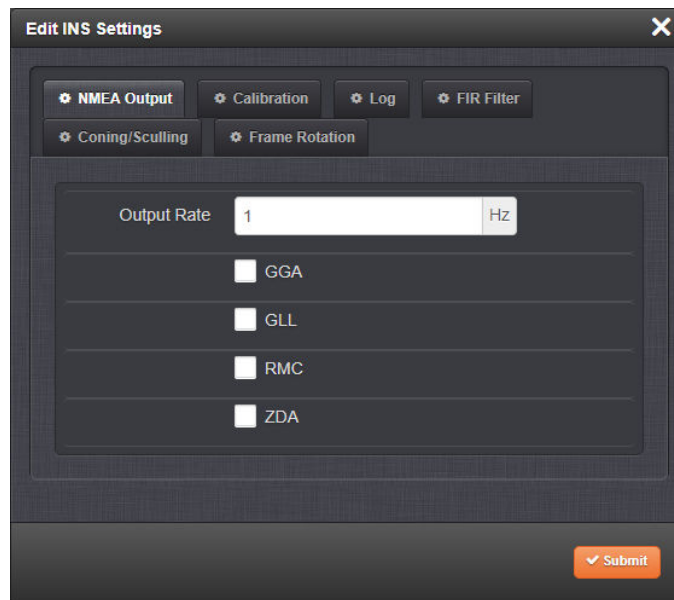 Edit INS Settings
NMEA Output Calibration Log FIR Filter
Coning/Sculling Frame Rotation
Output Rate 1 Hz
GGA
GLL
RMC
ZDA
Submit